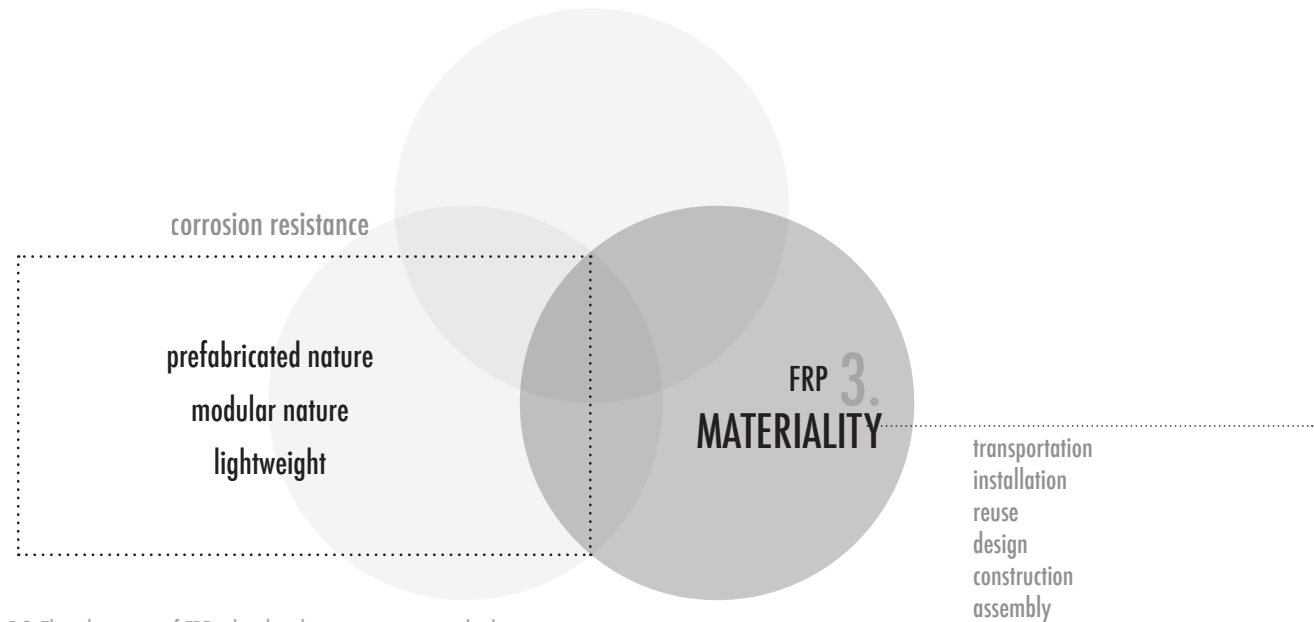 corrosion resistance
prefabricated nature
modular nature
lightweight
FRP 3.
MATERIALITY
transportation
installation
reuse
design
construction
assembly